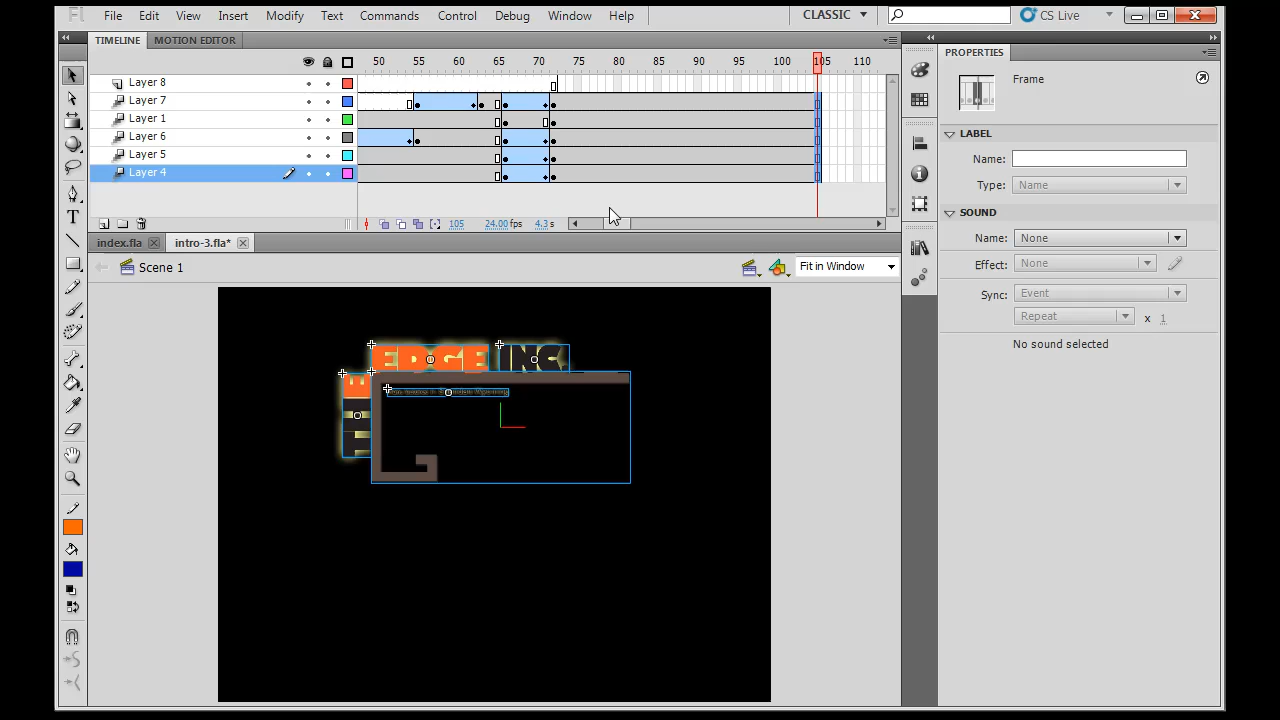 Fl File Edit View Insert Modify Text Commands Control Debug Window Help CLASSIC CS Live
TIMELINE MOTION EDITOR
50 55 60 65 70 75 80 85 90 95 100 105 110
Layer 8
Layer 7
Layer 1
Layer 6
Layer 5
Layer 4
105 24.00 fps 4.3 s
index.fla intro-3.fla*
Scene 1 Fit in Window
EDGE INC
PROPERTIES
Frame
LABEL
Name:
Type: Name
SOUND
Name: None
Effect: None
Sync: Event
Repeat x 1
No sound selected
T